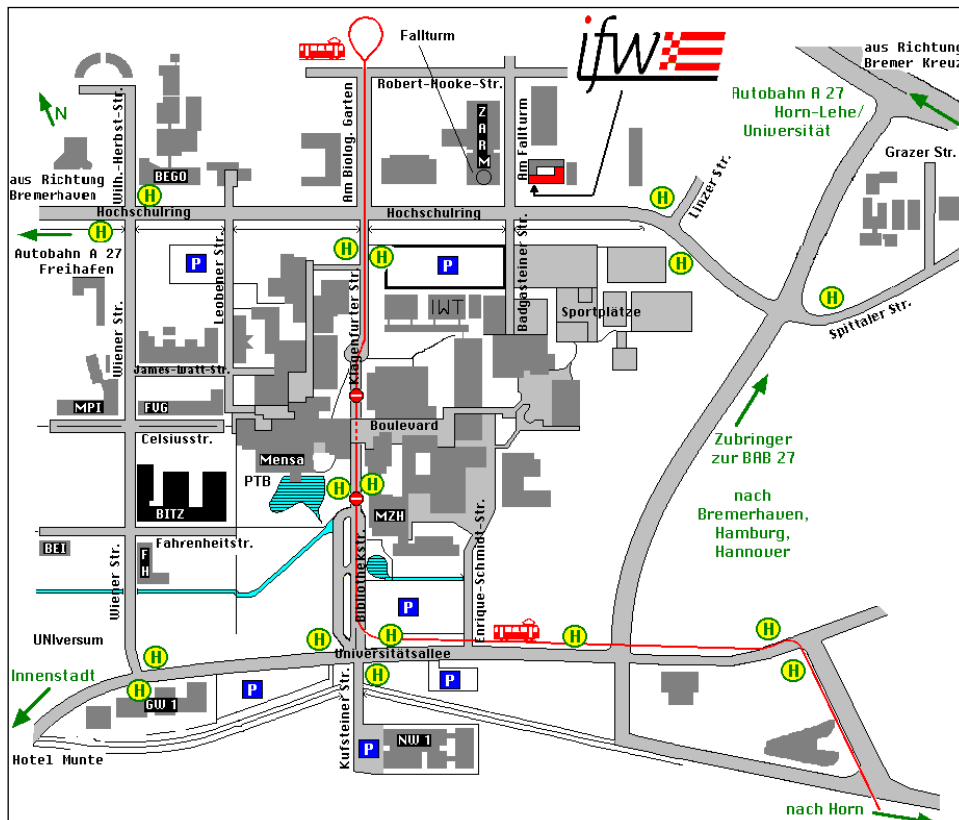 Fallturm
ifw
aus Richtung
Bremer Kreuz
Robert-Hooke-Str.
Autobahn A 27
Horn-Lehe/
Universität
N
Wilh.-Herbst-Str.
Am Biolog. Garten
ZARM
Am Fallturm
Grazer Str.
BEGO
aus Richtung
Bremerhaven
H
Linzer Str.
H
Hochschulring
Hochschulring
H
Autobahn A 27
Freihafen
P
H
H
P
H
Leobener Str.
Klagenfurter Str.
Badgasteiner Str.
IWT
Sportplätze
H
Spittaler Str.
Wiener Str.
James-Watt-Str.
MPI
FVG
Boulevard
Celsiusstr.
Mensa
PTB
Zubringer
zur BAB 27
nach
Bremerhaven,
Hamburg,
Hannover
H
H
BITZ
MZH
BEI
Fahrenheitstr.
FH
Wiener Str.
Bibliothekstr.
Enrique-Schmidt-Str.
P
UNIversum
H
H
H
H
H
Universitätsallee
H
H
Innenstadt
H
GW 1
P
H
P
Kufsteiner Str.
P
NW 1
Hotel Munte
nach Horn